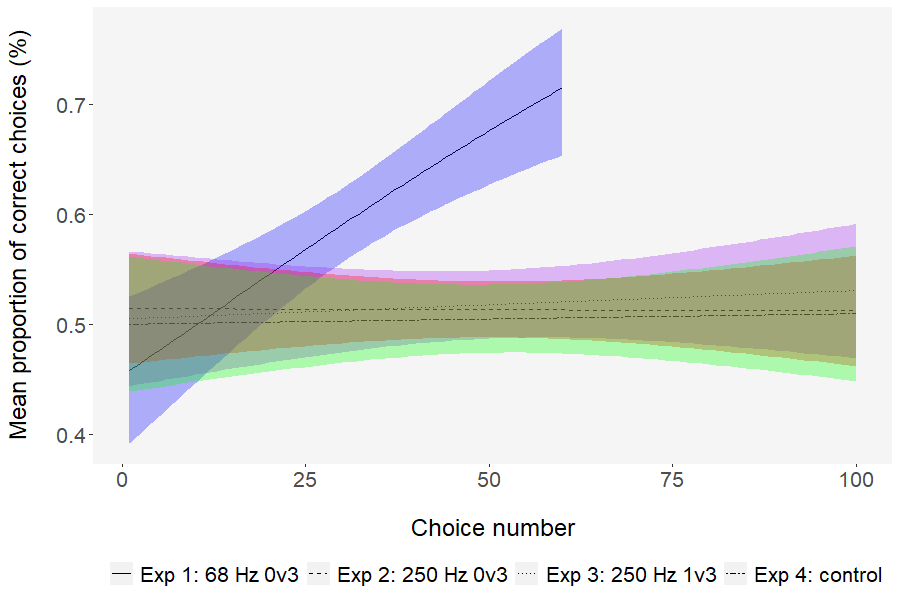 Mean proportion of correct choices (%)
0.7
0.6
0.5
0.4
0 25 50 75 100
Choice number
Exp 1: 68 Hz 0v3 Exp 2: 250 Hz 0v3 Exp 3: 250 Hz 1v3 Exp 4: control